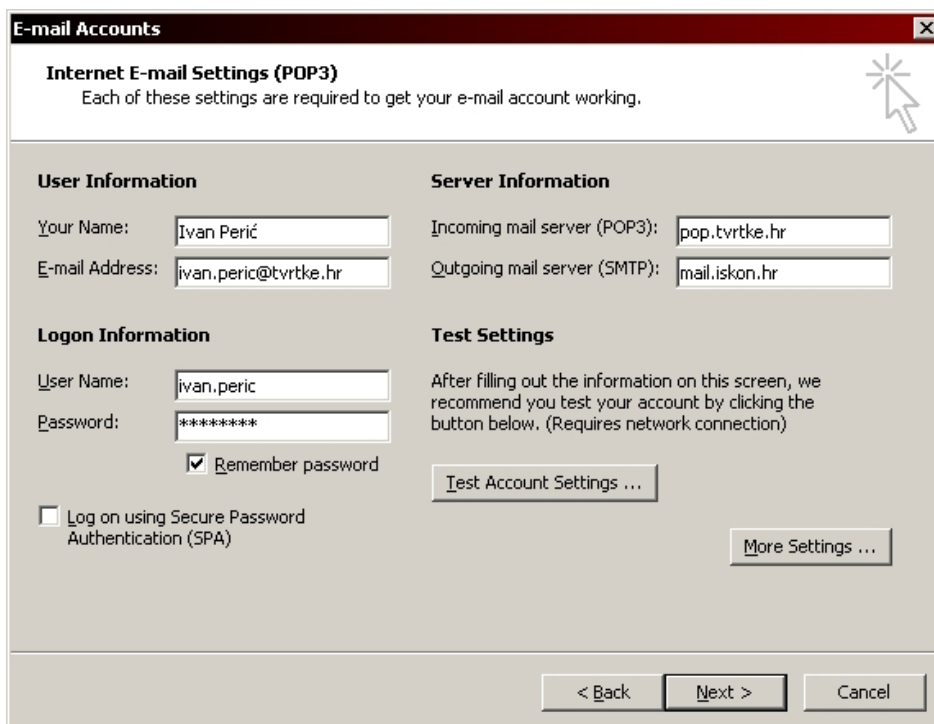 E-mail Accounts
Internet E-mail Settings (POP3)
Each of these settings are required to get your e-mail account working.
User Information
Your Name: Ivan Perić
E-mail Address: ivan.peric@tvrtke.hr
Server Information
Incoming mail server (POP3): pop.tvrtke.hr
Outgoing mail server (SMTP): mail.iskon.hr
Logon Information
User Name: ivan.peric
Password: ********
Remember password
Log on using Secure Password
Authentication (SPA)
Test Settings
After filling out the information on this screen, we
recommend you test your account by clicking the
button below. (Requires network connection)
Test Account Settings ...
More Settings ...
< Back
Next >
Cancel